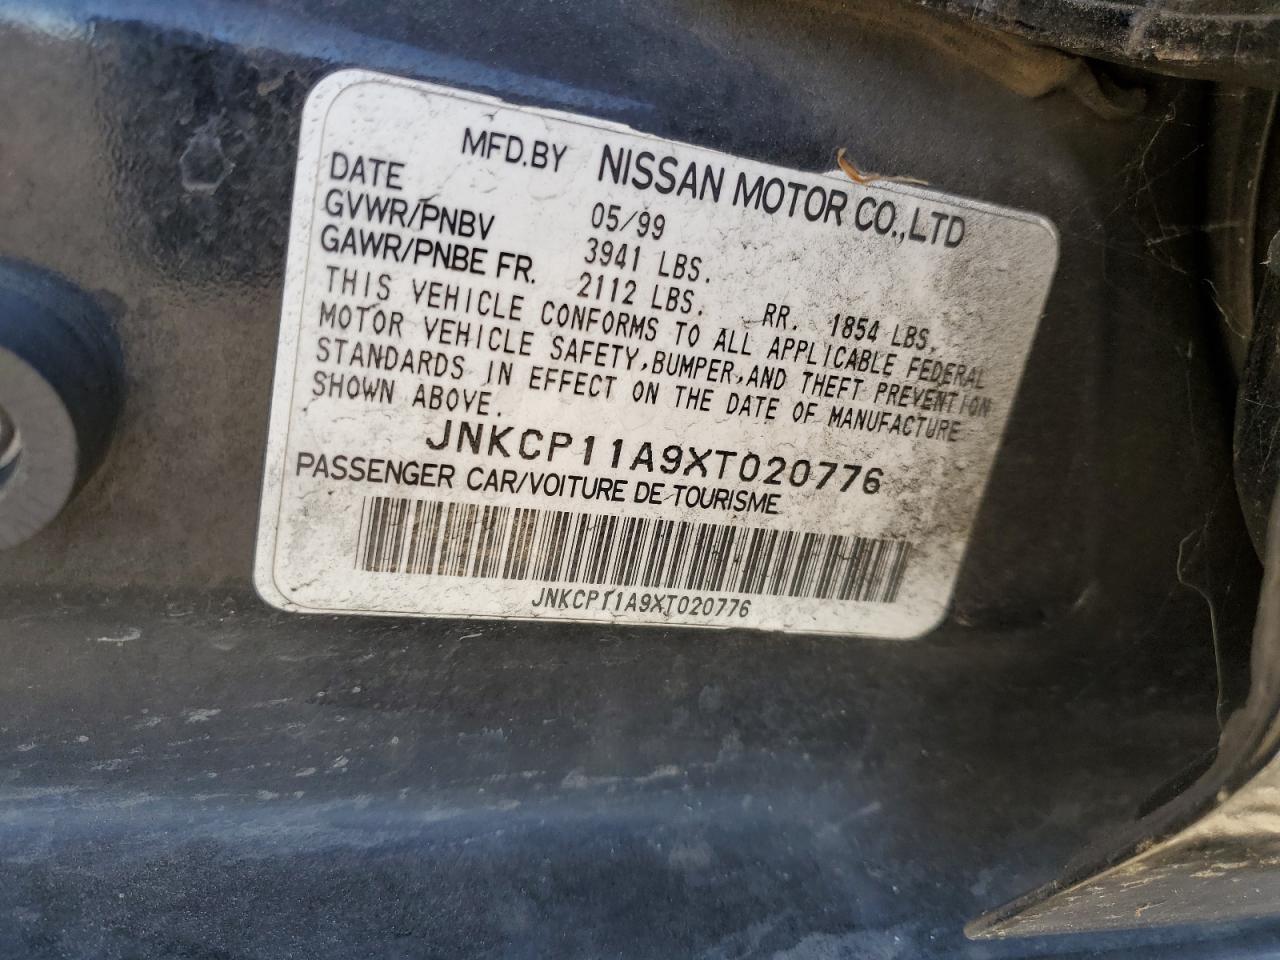 MFD.BY NISSAN MOTOR CO.,LTD
DATE 05/99
GVWR/PNBV 3941 LBS.
GAWR/PNBE FR. 2112 LBS. RR. 1854 LBS.
THIS VEHICLE CONFORMS TO ALL APPLICABLE FEDERAL
MOTOR VEHICLE SAFETY,BUMPER,AND THEFT PREVENTION
STANDARDS IN EFFECT ON THE DATE OF MANUFACTURE
SHOWN ABOVE.
JNKCP11A9XT020776
PASSENGER CAR/VOITURE DE TOURISME
JNKCP11A9XT020776